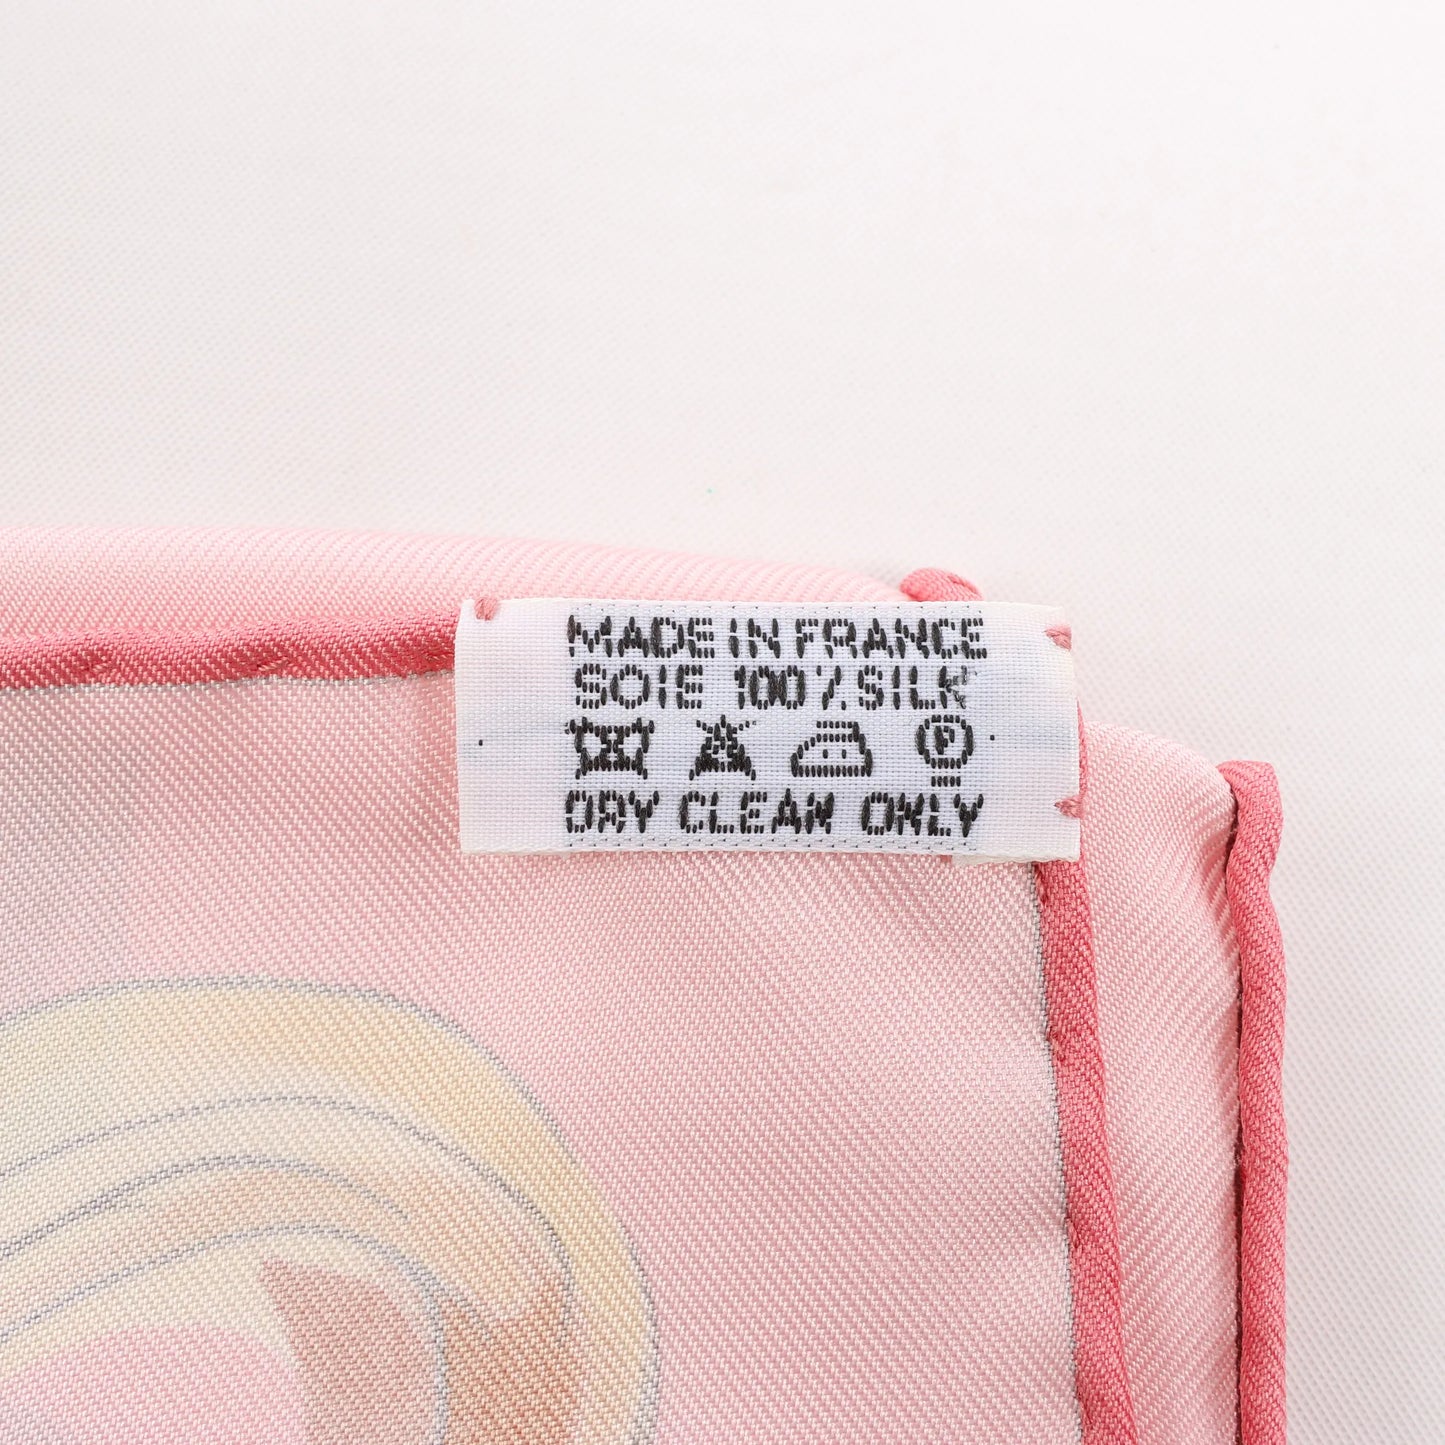 MADE IN FRANCE
SOIE 100% SILK
F
DRY CLEAN ONLY